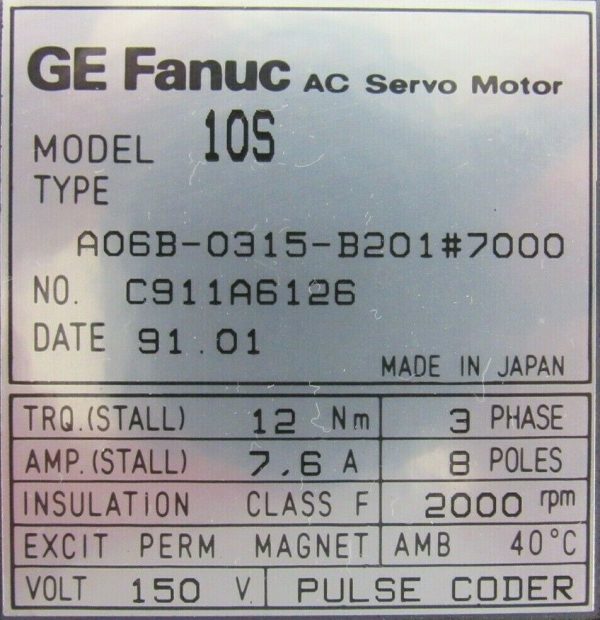 GE Fanuc AC Servo Motor
MODEL 10S
TYPE
A06B-0315-B201#7000
NO. C911A6126
DATE 91.01
MADE IN JAPAN
TRQ.(STALL) 12 Nm 3 PHASE
AMP.(STALL) 7.6 A 8 POLES
INSULATiON CLASS F 2000 rpm
EXCIT PERM MAGNET AMB 40°C
VOLT 150 V. PULSE CODER